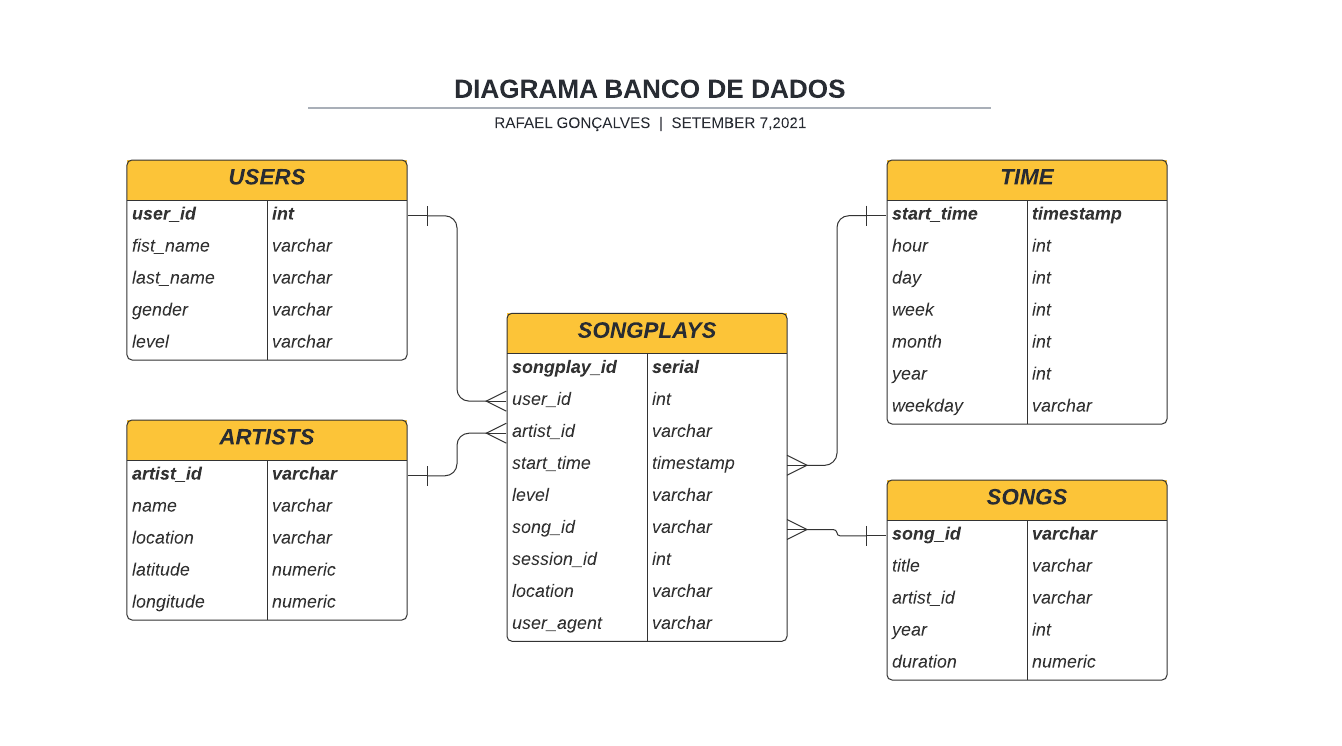 DIAGRAMA BANCO DE DADOS
RAFAEL GONÇALVES | SETEMBER 7,2021
USERS
user_id int
fist_name varchar
last_name varchar
gender varchar
level varchar
ARTISTS
artist_id varchar
name varchar
location varchar
latitude numeric
longitude numeric
SONGPLAYS
songplay_id serial
user_id int
artist_id varchar
start_time timestamp
level varchar
song_id varchar
session_id int
location varchar
user_agent varchar
TIME
start_time timestamp
hour int
day int
week int
month int
year int
weekday varchar
SONGS
song_id varchar
title varchar
artist_id varchar
year int
duration numeric